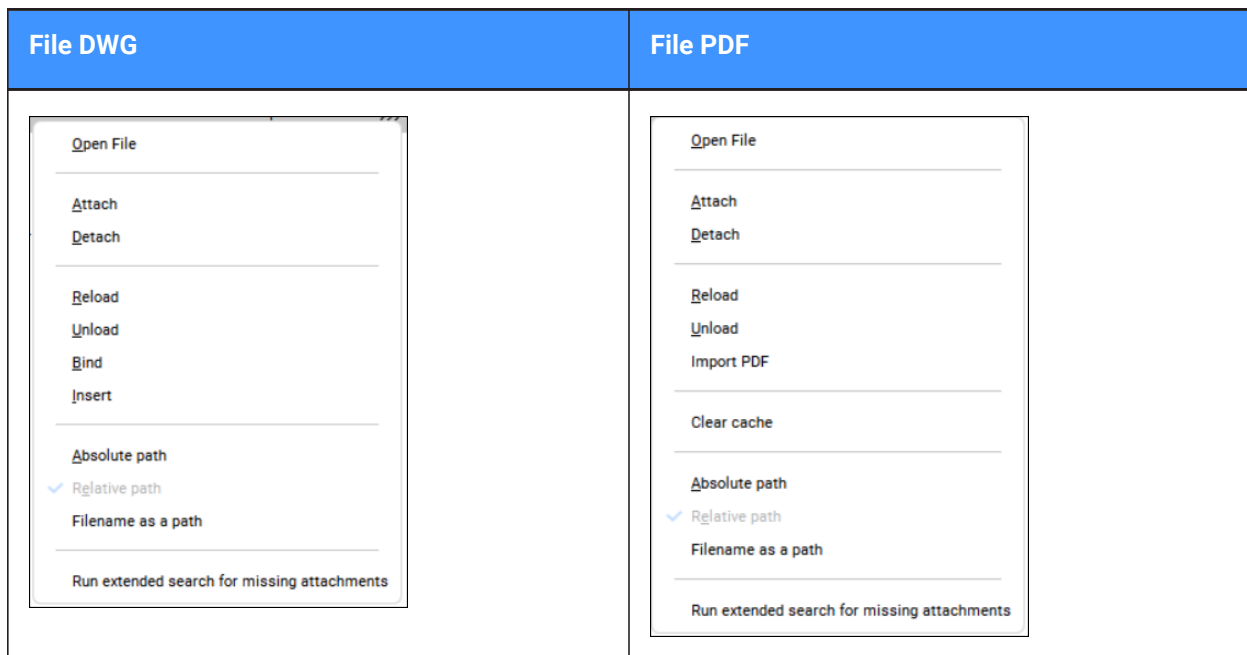 File DWG
File PDF
Open File
Attach
Detach
Reload
Unload
Bind
Insert
Absolute path
Relative path
Filename as a path
Run extended search for missing attachments
Open File
Attach
Detach
Reload
Unload
Import PDF
Clear cache
Absolute path
Relative path
Filename as a path
Run extended search for missing attachments